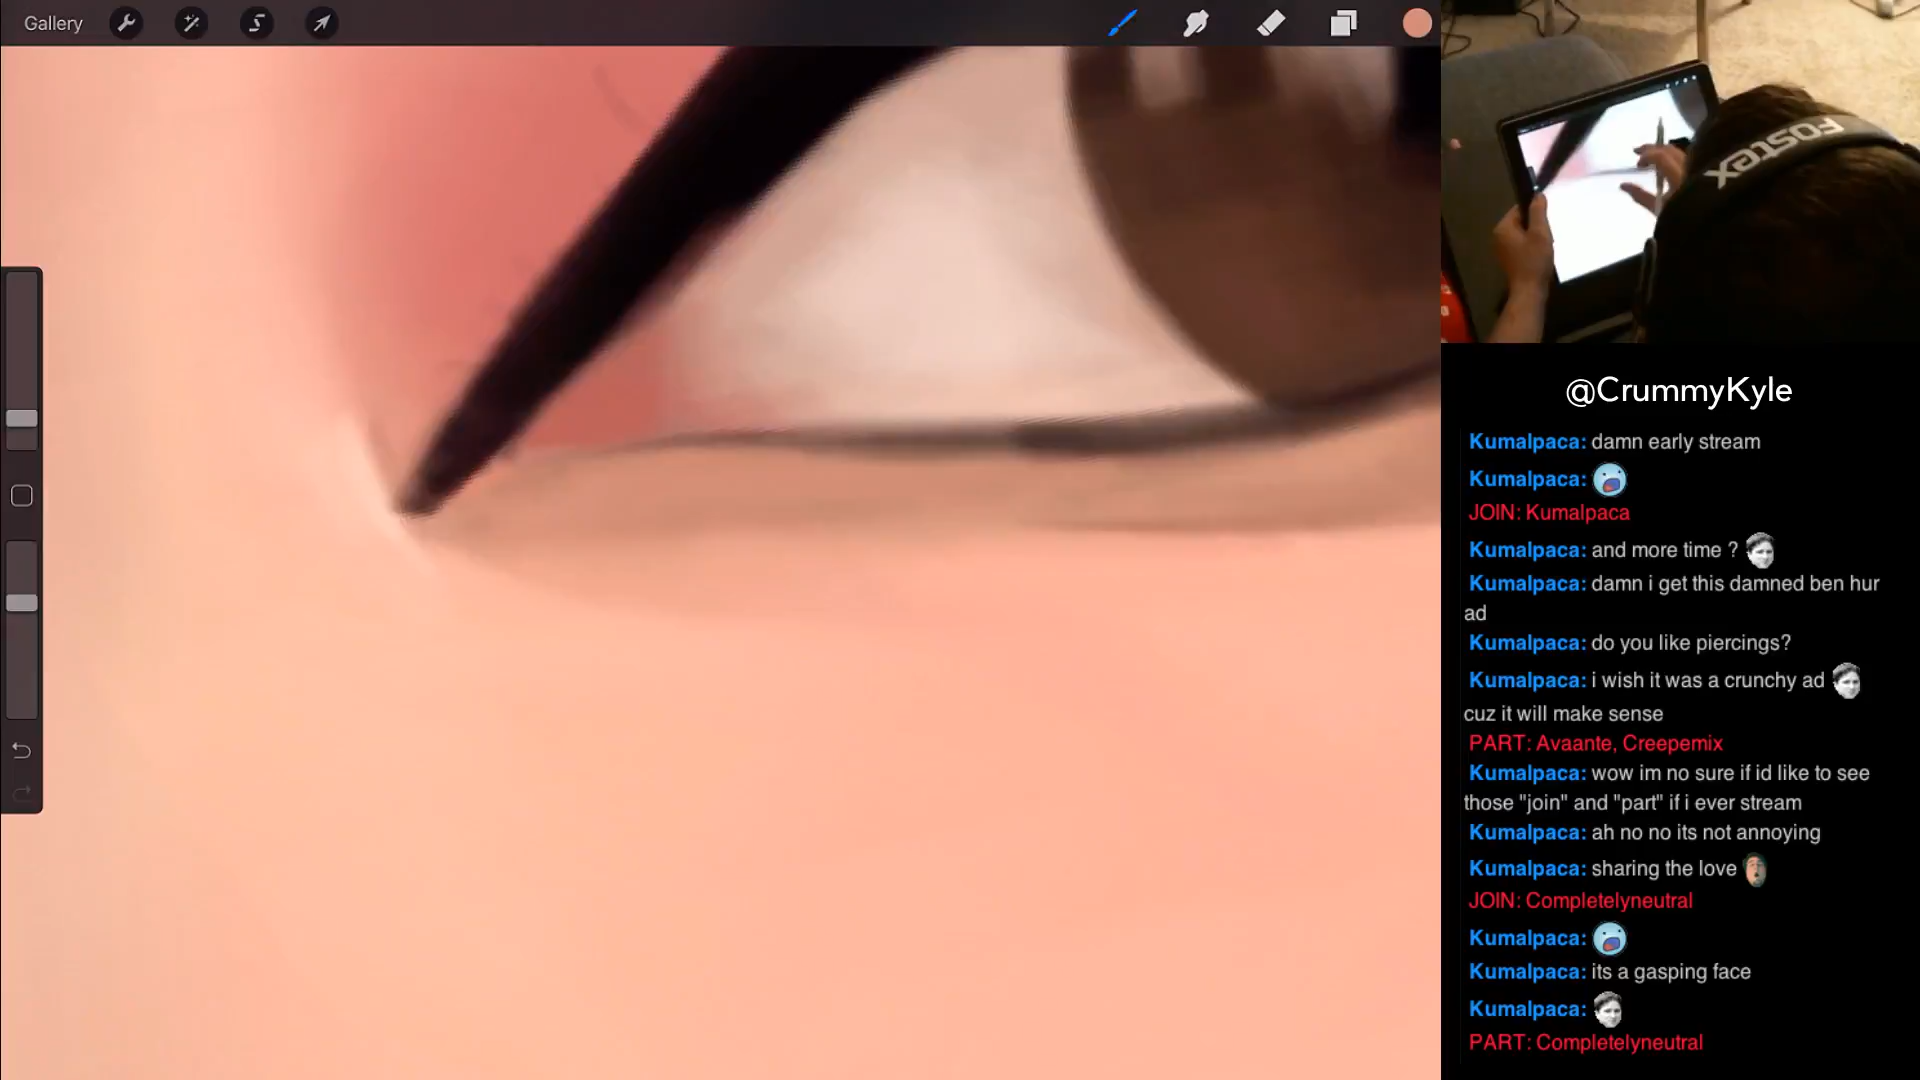 Gallery
FOSTEX
@CrummyKyle
Kumalpaca: damn early stream
Kumalpaca:
JOIN: Kumalpaca
Kumalpaca: and more time ?
Kumalpaca: damn i get this damned ben hur
ad
Kumalpaca: do you like piercings?
Kumalpaca: i wish it was a crunchy ad
cuz it will make sense
PART: Avaante, Creepemix
Kumalpaca: wow im no sure if id like to see
those "join" and "part" if i ever stream
Kumalpaca: ah no no its not annoying
Kumalpaca: sharing the love
JOIN: Completelyneutral
Kumalpaca:
Kumalpaca: its a gasping face
Kumalpaca:
PART: Completelyneutral